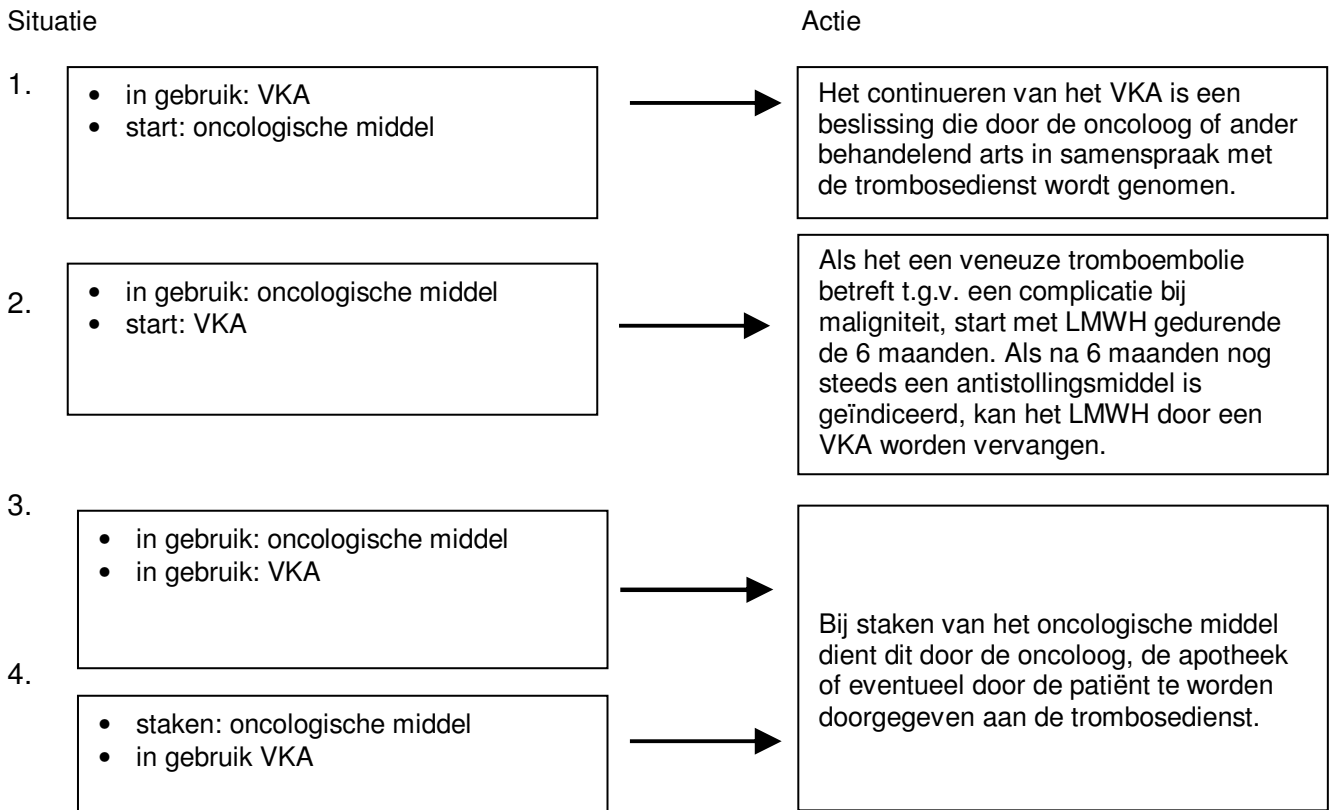 Situatie
Actie
1.
• in gebruik: VKA
• start: oncologische middel
Het continueren van het VKA is een
beslissing die door de oncoloog of ander
behandelend arts in samenspraak met
de trombosedienst wordt genomen.
2.
• in gebruik: oncologische middel
• start: VKA
Als het een veneuze tromboembolie
betreft t.g.v. een complicatie bij
maligniteit, start met LMWH gedurende
de 6 maanden. Als na 6 maanden nog
steeds een antistollingsmiddel is
geïndiceerd, kan het LMWH door een
VKA worden vervangen.
3.
• in gebruik: oncologische middel
• in gebruik: VKA
4.
• staken: oncologische middel
• in gebruik VKA
Bij staken van het oncologische middel
dient dit door de oncoloog, de apotheek
of eventueel door de patiënt te worden
doorgegeven aan de trombosedienst.